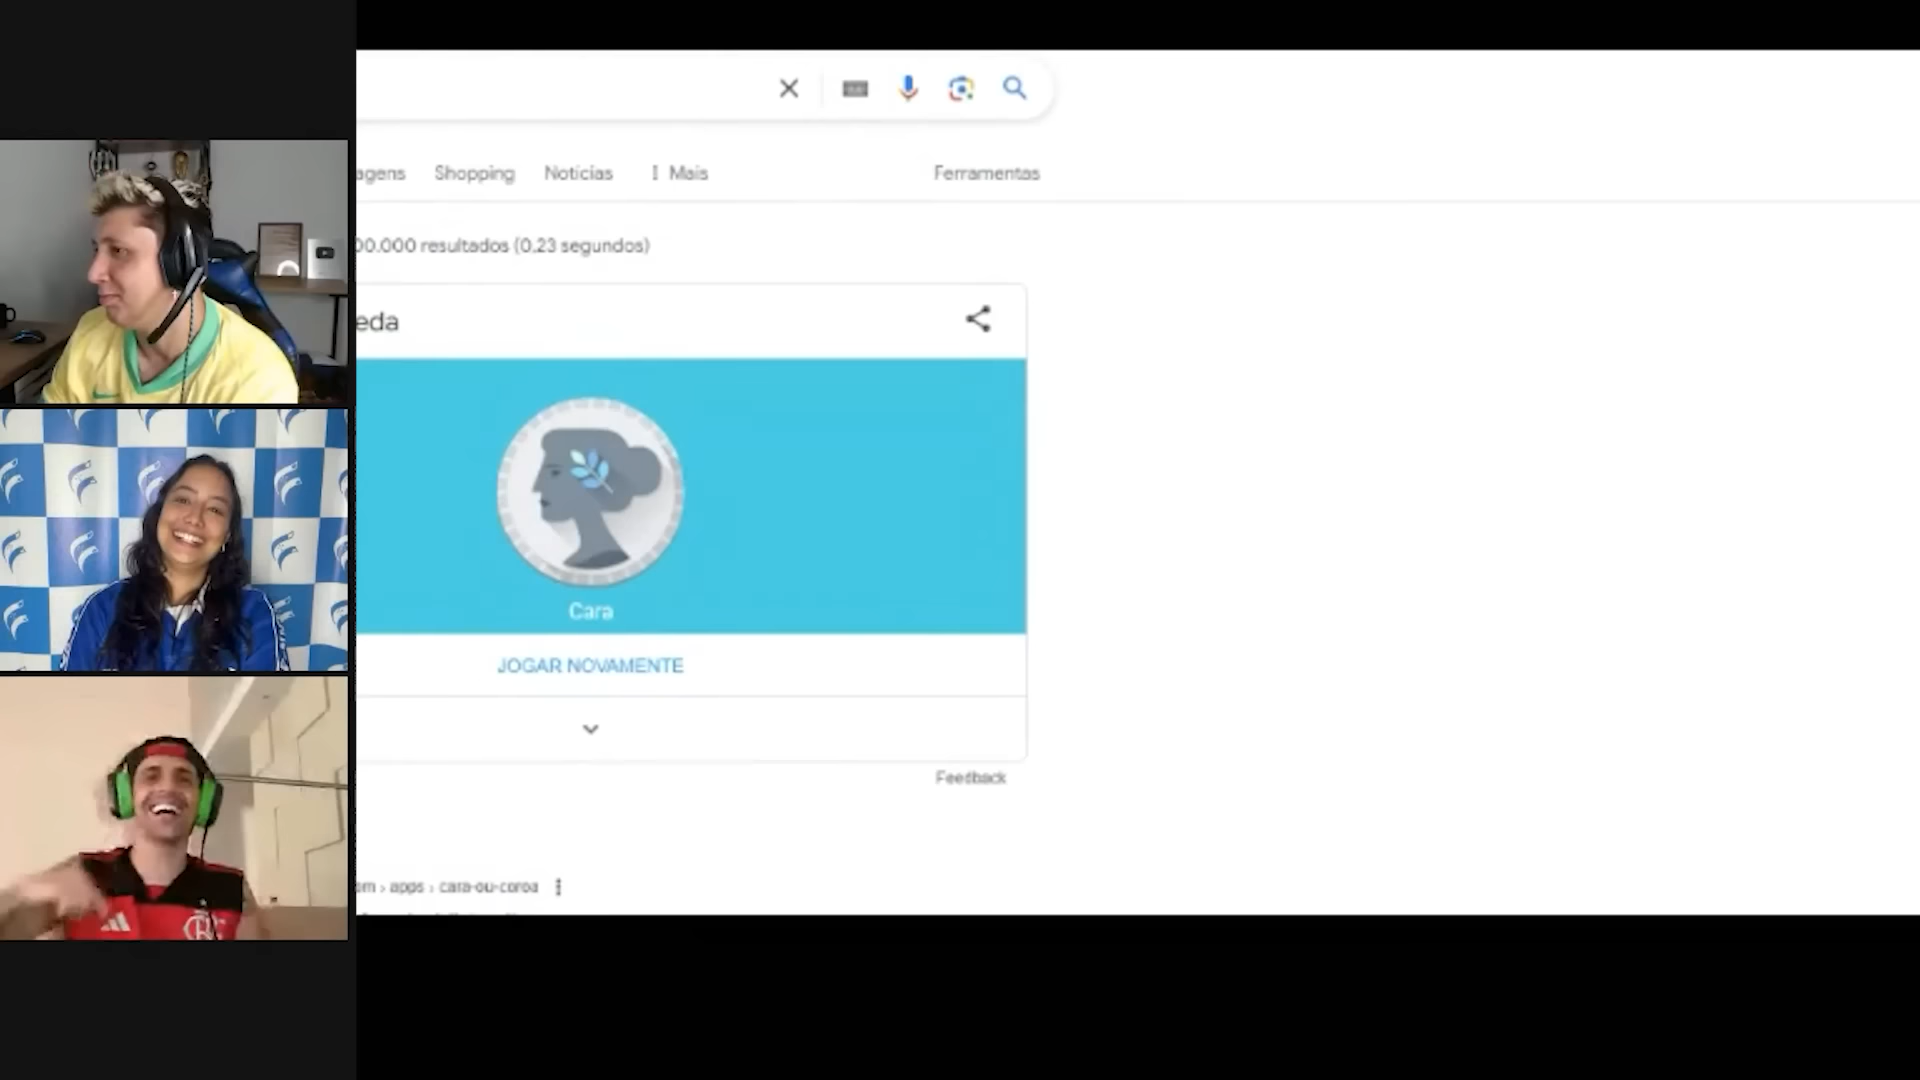 agens Shopping Notícias Mais Ferramentas
00.000 resultados (0,23 segundos)
eda
Cara
JOGAR NOVAMENTE
Feedback
om › apps › cara-ou-coroa